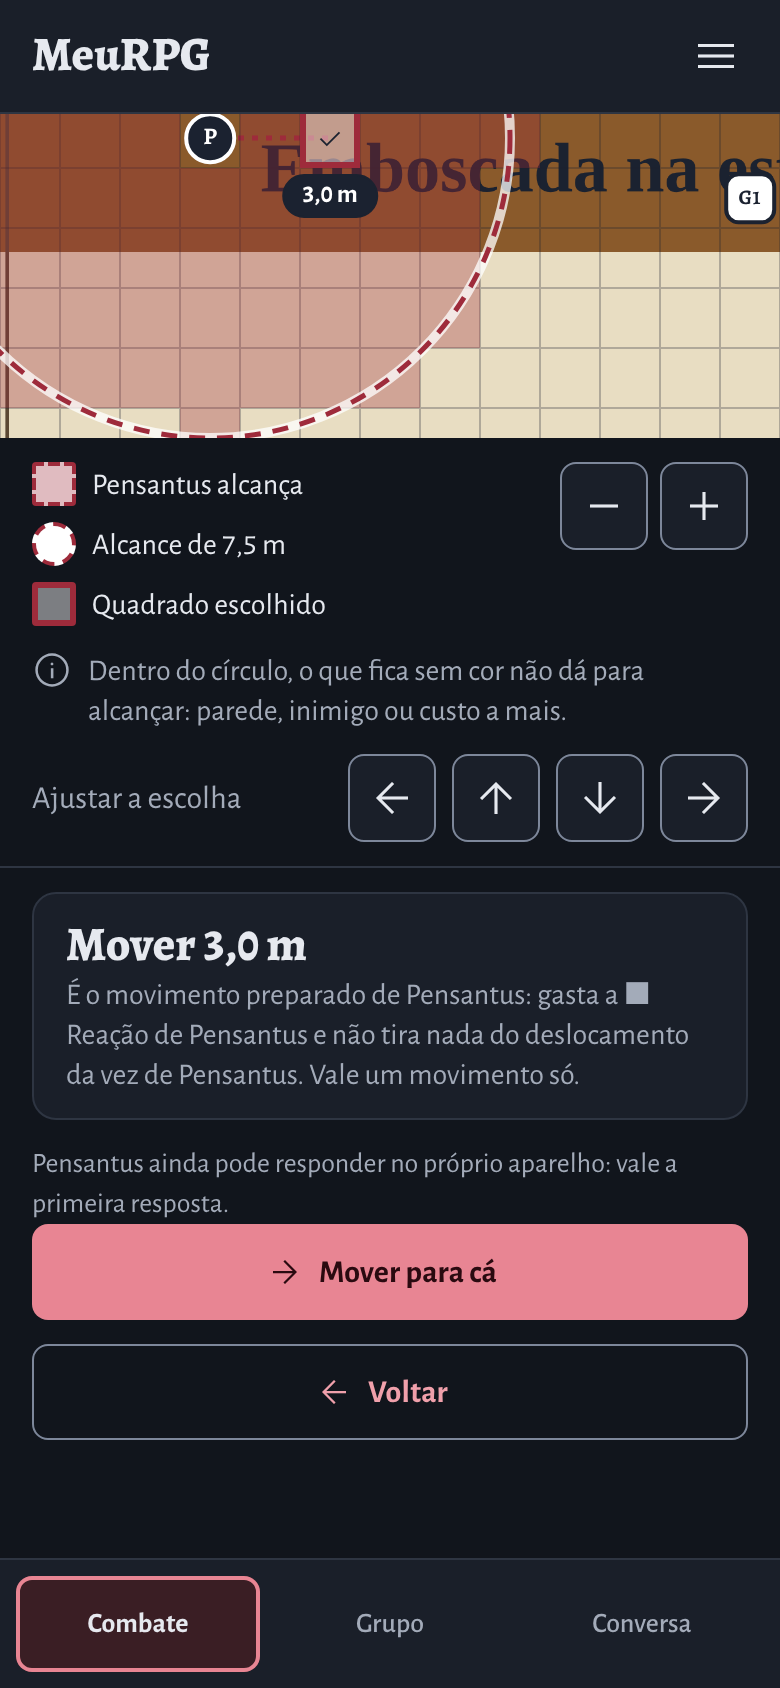 MeuRPG
P
Emboscada na es
G1
3,0 m
Pensantus alcança
Alcance de 7,5 m
Quadrado escolhido
Dentro do círculo, o que fica sem cor não dá para
alcançar: parede, inimigo ou custo a mais.
Ajustar a escolha
Mover 3,0 m
É o movimento preparado de Pensantus: gasta a
Reação de Pensantus e não tira nada do deslocamento
da vez de Pensantus. Vale um movimento só.
Pensantus ainda pode responder no próprio aparelho: vale a
primeira resposta.
Mover para cá
Voltar
Combate
Grupo
Conversa